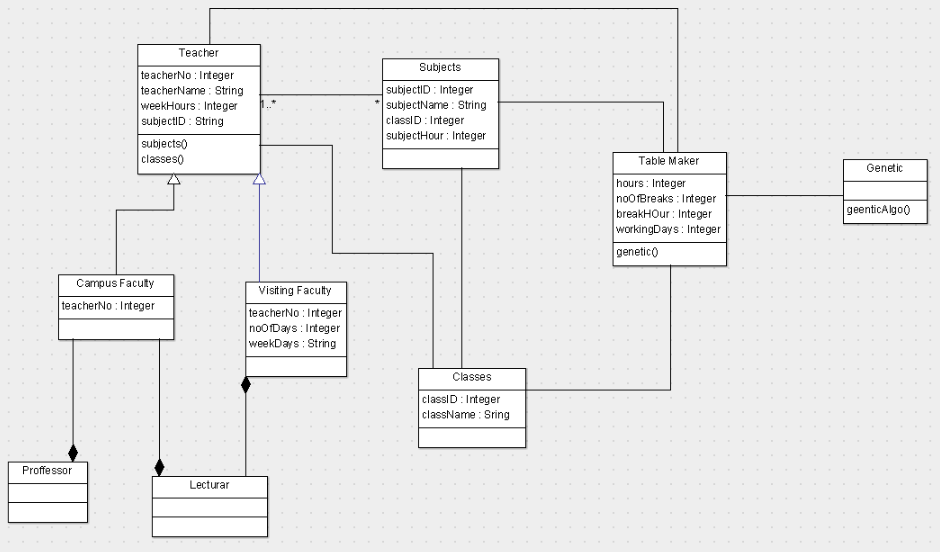 Teacher
teacherNo : Integer
teacherName : String
weekHours : Integer
subjectID : String
subjects()
classes()
1..*
*
Subjects
subjectID : Integer
subjectName : String
classID : Integer
subjectHour : Integer
Table Maker
hours : Integer
noOfBreaks : Integer
breakHOur : Integer
workingDays : Integer
genetic()
Genetic
geenticAlgo()
Campus Faculty
teacherNo : Integer
Visiting Faculty
teacherNo : Integer
noOfDays : Integer
weekDays : String
Classes
classID : Integer
className : Sring
Proffessor
Lecturar